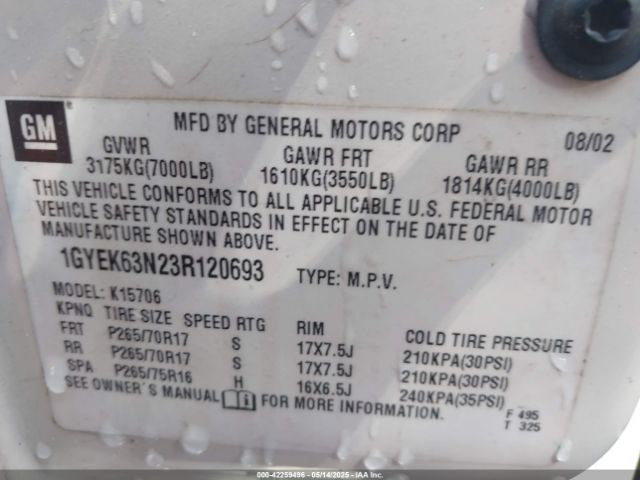 GM ®
MFD BY GENERAL MOTORS CORP 08/02
GVWR GAWR FRT GAWR RR
3175KG(7000LB) 1610KG(3550LB) 1814KG(4000LB)
THIS VEHICLE CONFORMS TO ALL APPLICABLE U.S. FEDERAL MOTOR
VEHICLE SAFETY STANDARDS IN EFFECT ON THE DATE OF
MANUFACTURE SHOWN ABOVE.
1GYEK63N23R120693 TYPE: M.P.V.
MODEL: K15706
KPNQ TIRE SIZE SPEED RTG RIM COLD TIRE PRESSURE
FRT P265/70R17 S 17X7.5J 210KPA(30PSI)
RR P265/70R17 S 17X7.5J 210KPA(30PSI)
SPA P265/75R16 H 16X6.5J 240KPA(35PSI)
SEE OWNER'S MANUAL FOR MORE INFORMATION.
F 495
T 325
000-42259496 - 05/14/2025 - IAAI.COM